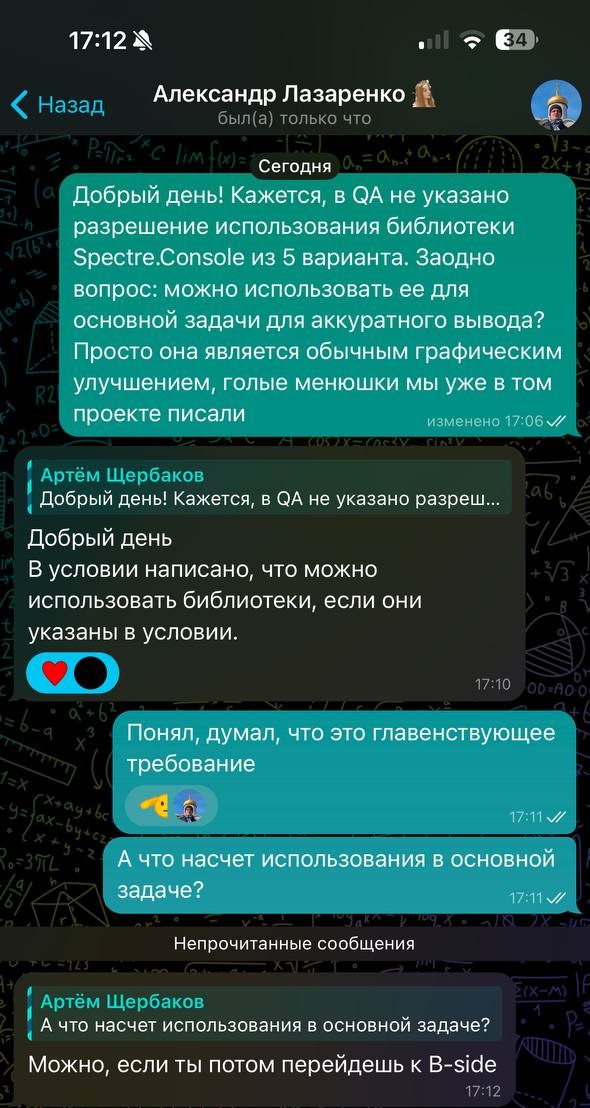 17:12
34
Назад
Александр Лазаренко
был(а) только что
Сегодня
Добрый день! Кажется, в QA не указано
разрешение использования библиотеки
Spectre.Console из 5 варианта. Заодно
вопрос: можно использовать ее для
основной задачи для аккуратного вывода?
Просто она является обычным графическим
улучшением, голые менюшки мы уже в том
проекте писали
изменено 17:06
Артём Щербаков
Добрый день! Кажется, в QA не указано разреш...
Добрый день
В условии написано, что можно
использовать библиотеки, если они
указаны в условии.
17:10
Понял, думал, что это главенствующее
требование
17:11
А что насчет использования в основной
задаче?
17:11
Непрочитанные сообщения
Артём Щербаков
А что насчет использования в основной задаче?
Можно, если ты потом перейдешь к B-side
17:12